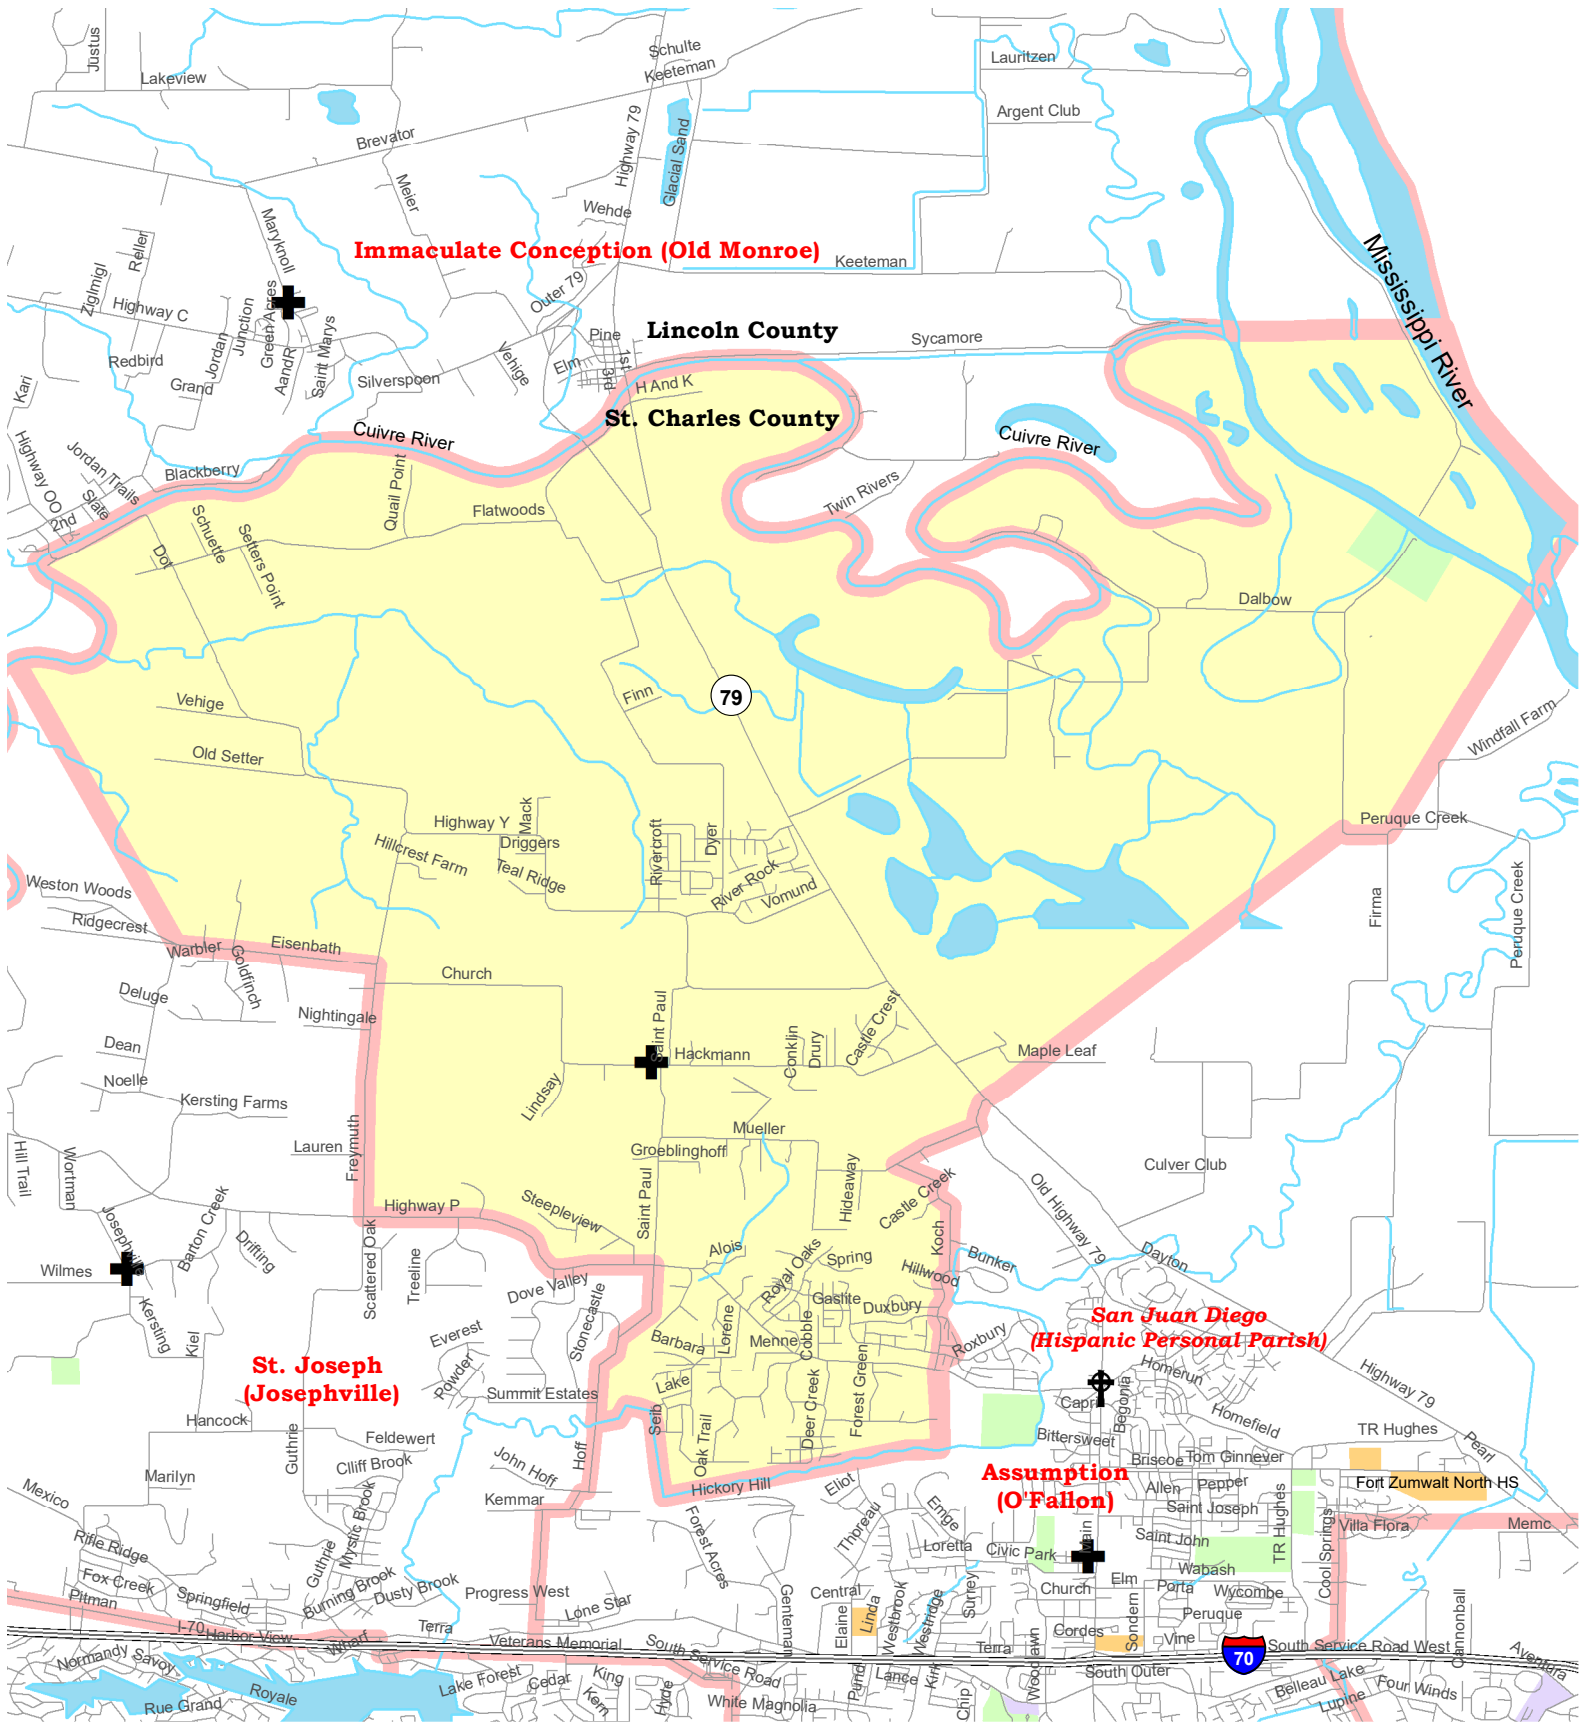 Justus
Schulte
Keeteman
Lauritzen
Lakeview
Argent Club
Highway 79
Glacial Sand
Brevator
Meier
Wehde
Maryknoll
Reller
Ziglmigl
Immaculate Conception (Old Monroe)
Keeteman
Mississippi River
Outer 79
Highway C
Junction
Green Acres
Jordan
AandR
Saint Marys
Lincoln County
Pine
1st
Sycamore
Redbird
Grand
Silverspoon
Vehige
Elm
3rd
H And K
Kari
St. Charles County
Cuivre River
Cuivre River
Highway OO
Jordan Trails
Slate
2nd
Blackberry
Quail Point
Twin Rivers
Flatwoods
Schuette
Setters Point
Dot
Dalbow
Finn
79
Vehige
Windfall Farm
Old Setter
Mack
Highway Y
Driggers
Hillcrest Farm
Teal Ridge
Rivercroft
Dyer
River Rock
Vomund
Peruque Creek
Peruque Creek
Firma
Weston Woods
Ridgecrest
Warbler
Eisenbath
Goldfinch
Church
Deluge
Nightingale
Saint Paul
Conklin
Drury
Castle Crest
Dean
Hackmann
Maple Leaf
Noelle
Lindsay
Kersting Farms
Mueller
Lauren
Freymuth
Groeblinghoff
Hill Trail
Wortman
Culver Club
Saint Paul
Hideaway
Castle Creek
Old Highway 79
Josephville
Barton Creek
Highway P
Steepleview
Drifting
Scattered Oak
Treeline
Alois
Royal Oaks
Spring
Koch
Bunker
Dayton
Wilmes
Dove Valley
Hillwood
Kersting
Kiel
Stonecastle
Gastite
Duxbury
San Juan Diego
(Hispanic Personal Parish)
Everest
Barbara
Lorene
Menne
Cobble
Roxbury
St. Joseph
(Josephville)
Powder
Summit Estates
Lake
Forest Green
Deer Creek
Homerun
Highway 79
Capri
Begonia
Hancock
Guthrie
Feldewert
Seib
Oak Trail
Homefield
TR Hughes
Bittersweet
Pearl
Clliff Brook
Hoff
John Hoff
Briscoe
Tom Ginnever
Marilyn
Mexico
Kemmar
Hickory Hill
Eliot
Assumption
(O'Fallon)
Allen
Pepper
Fort Zumwalt North HS
Saint Joseph
Mystic Brook
Thoreau
Emge
Rifle Ridge
Forest Acres
Loretta
Civic Park
Main
Saint John
TR Hughes
Cool Springs
Villa Flora
Memc
Fox Creek
Pitman
Springfield
Guthrie
Burning Brook
Dusty Brook
Progress West
Lone Star
Genteman
Central
Elaine
Linda
Westbrook
Westridge
Surrey
Church
Elm
Porta
Wabash
Wycombe
Peruque
I-70
Harbor View
Wharf
Terra
Veterans Memorial
South Service Road
Terra
Woodlawn
Cordes
Sondern
Vine
70
South Service Road West
Cannonball
Aventura
Normandy
Savoy
Royale
Rue Grand
Lake Forest
Cedar
King
Kern
Hyde
White Magnolia
Pund
Lance
Kirk
Chip
South Outer
Belleau
Lake
Lupine
Four Winds